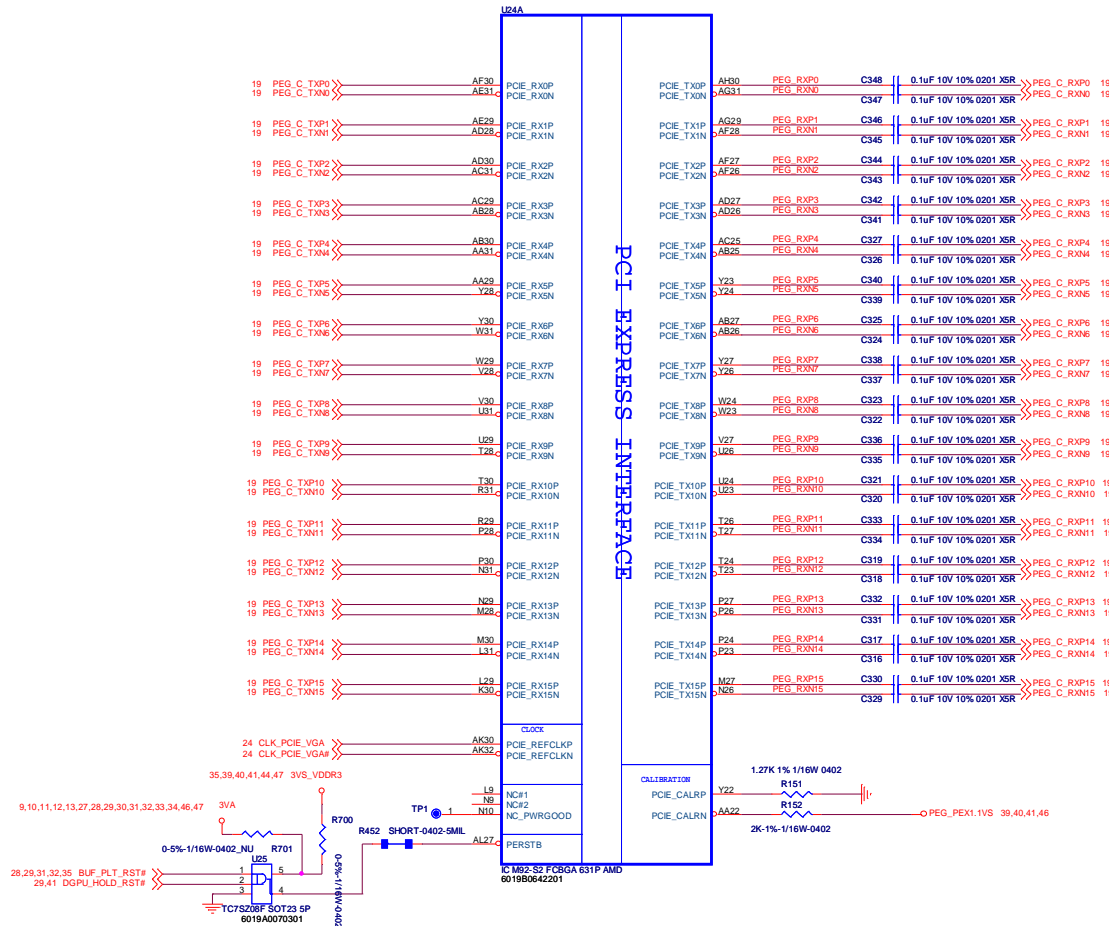 U24A
19 PEG_C_TXP0 AF30 PCIE_RX0P PCIE_TX0P AH30 PEG_RXP0 C348 0.1uF 10V 10% 0201 X5R PEG_C_RXP0 19
19 PEG_C_TXN0 AE31 PCIE_RX0N PCIE_TX0N AG31 PEG_RXN0 C347 0.1uF 10V 10% 0201 X5R PEG_C_RXN0 19
19 PEG_C_TXP1 AE29 PCIE_RX1P PCIE_TX1P AG29 PEG_RXP1 C346 0.1uF 10V 10% 0201 X5R PEG_C_RXP1 19
19 PEG_C_TXN1 AD28 PCIE_RX1N PCIE_TX1N AF28 PEG_RXN1 C345 0.1uF 10V 10% 0201 X5R PEG_C_RXN1 19
19 PEG_C_TXP2 AD30 PCIE_RX2P PCIE_TX2P AF27 PEG_RXP2 C344 0.1uF 10V 10% 0201 X5R PEG_C_RXP2 19
19 PEG_C_TXN2 AC31 PCIE_RX2N PCIE_TX2N AF26 PEG_RXN2 C343 0.1uF 10V 10% 0201 X5R PEG_C_RXN2 19
19 PEG_C_TXP3 AC29 PCIE_RX3P PCIE_TX3P AD27 PEG_RXP3 C342 0.1uF 10V 10% 0201 X5R PEG_C_RXP3 19
19 PEG_C_TXN3 AB28 PCIE_RX3N PCIE_TX3N AD26 PEG_RXN3 C341 0.1uF 10V 10% 0201 X5R PEG_C_RXN3 19
19 PEG_C_TXP4 AB30 PCIE_RX4P PCIE_TX4P AC25 PEG_RXP4 C327 0.1uF 10V 10% 0201 X5R PEG_C_RXP4 19
19 PEG_C_TXN4 AA31 PCIE_RX4N PCIE_TX4N AB25 PEG_RXN4 C326 0.1uF 10V 10% 0201 X5R PEG_C_RXN4 19
19 PEG_C_TXP5 AA29 PCIE_RX5P PCIE_TX5P Y23 PEG_RXP5 C340 0.1uF 10V 10% 0201 X5R PEG_C_RXP5 19
19 PEG_C_TXN5 Y28 PCIE_RX5N PCIE_TX5N Y24 PEG_RXN5 C339 0.1uF 10V 10% 0201 X5R PEG_C_RXN5 19
19 PEG_C_TXP6 Y30 PCIE_RX6P PCIE_TX6P AB27 PEG_RXP6 C325 0.1uF 10V 10% 0201 X5R PEG_C_RXP6 19
19 PEG_C_TXN6 W31 PCIE_RX6N PCIE_TX6N AB26 PEG_RXN6 C324 0.1uF 10V 10% 0201 X5R PEG_C_RXN6 19
19 PEG_C_TXP7 W29 PCIE_RX7P PCIE_TX7P Y27 PEG_RXP7 C338 0.1uF 10V 10% 0201 X5R PEG_C_RXP7 19
19 PEG_C_TXN7 V28 PCIE_RX7N PCIE_TX7N Y26 PEG_RXN7 C337 0.1uF 10V 10% 0201 X5R PEG_C_RXN7 19
19 PEG_C_TXP8 V30 PCIE_RX8P PCIE_TX8P W24 PEG_RXP8 C323 0.1uF 10V 10% 0201 X5R PEG_C_RXP8 19
19 PEG_C_TXN8 U31 PCIE_RX8N PCIE_TX8N W23 PEG_RXN8 C322 0.1uF 10V 10% 0201 X5R PEG_C_RXN8 19
19 PEG_C_TXP9 U29 PCIE_RX9P PCIE_TX9P V27 PEG_RXP9 C336 0.1uF 10V 10% 0201 X5R PEG_C_RXP9 19
19 PEG_C_TXN9 T28 PCIE_RX9N PCIE_TX9N U26 PEG_RXN9 C335 0.1uF 10V 10% 0201 X5R PEG_C_RXN9 19
19 PEG_C_TXP10 T30 PCIE_RX10P PCIE_TX10P U24 PEG_RXP10 C321 0.1uF 10V 10% 0201 X5R PEG_C_RXP10
19 PEG_C_TXN10 R31 PCIE_RX10N PCIE_TX10N U23 PEG_RXN10 C320 0.1uF 10V 10% 0201 X5R PEG_C_RXN10
19 PEG_C_TXP11 R29 PCIE_RX11P PCIE_TX11P T26 PEG_RXP11 C333 0.1uF 10V 10% 0201 X5R PEG_C_RXP11
19 PEG_C_TXN11 P28 PCIE_RX11N PCIE_TX11N T27 PEG_RXN11 C334 0.1uF 10V 10% 0201 X5R PEG_C_RXN11
19 PEG_C_TXP12 P30 PCIE_RX12P PCIE_TX12P T24 PEG_RXP12 C319 0.1uF 10V 10% 0201 X5R PEG_C_RXP12
19 PEG_C_TXN12 N31 PCIE_RX12N PCIE_TX12N T23 PEG_RXN12 C318 0.1uF 10V 10% 0201 X5R PEG_C_RXN12
19 PEG_C_TXP13 N29 PCIE_RX13P PCIE_TX13P P27 PEG_RXP13 C332 0.1uF 10V 10% 0201 X5R PEG_C_RXP13
19 PEG_C_TXN13 M28 PCIE_RX13N PCIE_TX13N P26 PEG_RXN13 C331 0.1uF 10V 10% 0201 X5R PEG_C_RXN13
19 PEG_C_TXP14 M30 PCIE_RX14P PCIE_TX14P P24 PEG_RXP14 C317 0.1uF 10V 10% 0201 X5R PEG_C_RXP14
19 PEG_C_TXN14 L31 PCIE_RX14N PCIE_TX14N P23 PEG_RXN14 C316 0.1uF 10V 10% 0201 X5R PEG_C_RXN14
19 PEG_C_TXP15 L29 PCIE_RX15P PCIE_TX15P M27 PEG_RXP15 C330 0.1uF 10V 10% 0201 X5R PEG_C_RXP15
19 PEG_C_TXN15 K30 PCIE_RX15N PCIE_TX15N N26 PEG_RXN15 C329 0.1uF 10V 10% 0201 X5R PEG_C_RXN15
PCI EXPRESS INTERFACE
CLOCK
24 CLK_PCIE_VGA AK30 PCIE_REFCLKP
24 CLK_PCIE_VGA# AK32 PCIE_REFCLKN
CALIBRATION
1.27K 1% 1/16W 0402
PCIE_CALRP Y22 R151
PCIE_CALRN AA22 R152 PEG_PEX1.1VS 39,40,41,46
2K-1%-1/16W-0402
L9 NC#1
N9 NC#2
TP1 1 N10 NC_PWRGOOD
AL27 PERSTB
35,39,40,41,44,47 3VS_VDDR3
9,10,11,12,13,27,28,29,30,31,32,33,34,46,47 3VA
R700
0-5%-1/16W-0402
R452 SHORT-0402-5MIL
0-5%-1/16W-0402_NU R701
U25
28,29,31,32,35 BUF_PLT_RST# 1 5
29,41 DGPU_HOLD_RST# 2
3 4
TC7SZ08F SOT23 5P
6019A0070301
IC M92-S2 FCBGA 631P AMD
6019B0642201